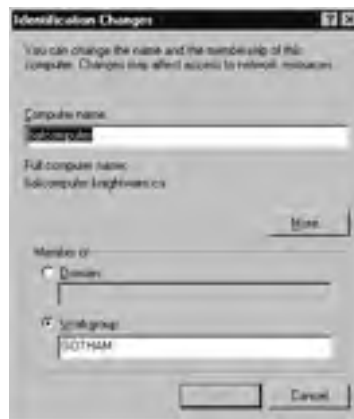 Identification Changes
You can change the name and the membership of this
computer. Changes may affect access to network resources.
Computer name:
Full computer name:
More...
Member of
Domain:
Workgroup:
GOTHAM
Cancel